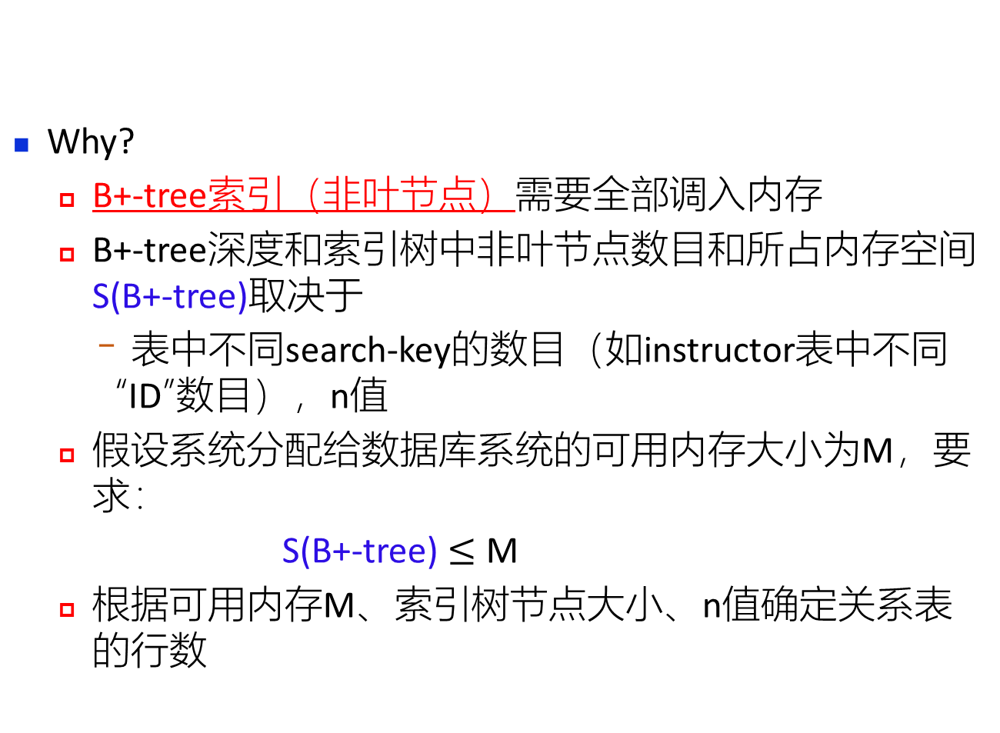 Why?
B+-tree索引（非叶节点）需要全部调入内存
B+-tree深度和索引树中非叶节点数目和所占内存空间
S(B+-tree)取决于
– 表中不同search-key的数目（如instructor表中不同
“ID”数目），n值
假设系统分配给数据库系统的可用内存大小为M，要
求：
S(B+-tree) ≤ M
根据可用内存M、索引树节点大小、n值确定关系表
的行数